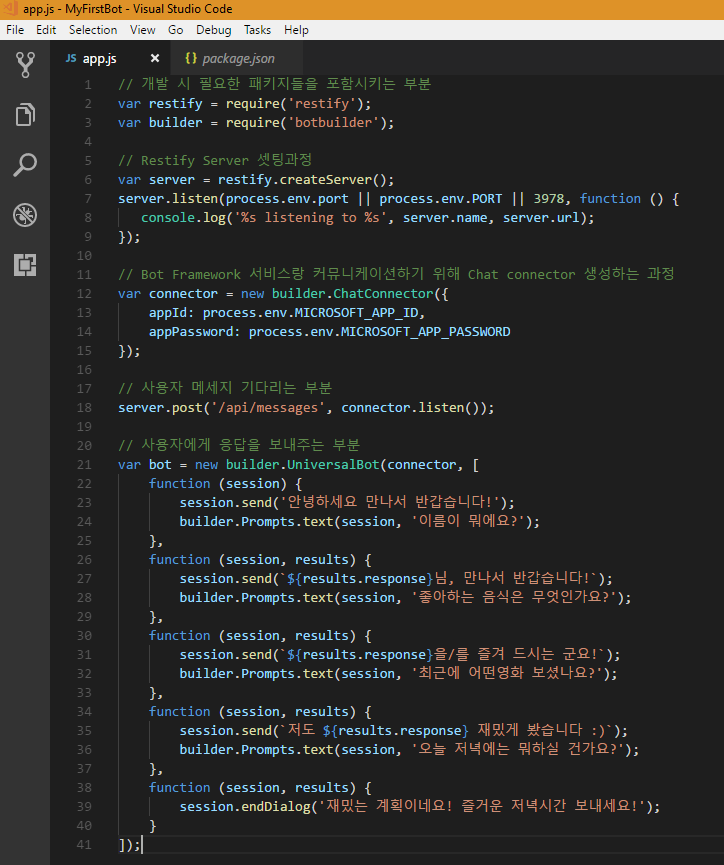 app.js - MyFirstBot - Visual Studio Code
File Edit Selection View Go Debug Tasks Help
JS app.js × {} package.json
1 // 개발 시 필요한 패키지들을 포함시키는 부분
2 var restify = require('restify');
3 var builder = require('botbuilder');
4
5 // Restify Server 셋팅과정
6 var server = restify.createServer();
7 server.listen(process.env.port || process.env.PORT || 3978, function () {
8    console.log('%s listening to %s', server.name, server.url);
9 });
10
11 // Bot Framework 서비스랑 커뮤니케이션하기 위해 Chat connector 생성하는 과정
12 var connector = new builder.ChatConnector({
13     appId: process.env.MICROSOFT_APP_ID,
14     appPassword: process.env.MICROSOFT_APP_PASSWORD
15 });
16
17 // 사용자 메세지 기다리는 부분
18 server.post('/api/messages', connector.listen());
19
20 // 사용자에게 응답을 보내주는 부분
21 var bot = new builder.UniversalBot(connector, [
22     function (session) {
23         session.send('안녕하세요 만나서 반갑습니다!');
24         builder.Prompts.text(session, '이름이 뭐에요?');
25     },
26     function (session, results) {
27         session.send(`${results.response}님, 만나서 반갑습니다!`);
28         builder.Prompts.text(session, '좋아하는 음식은 무엇인가요?');
29     },
30     function (session, results) {
31         session.send(`${results.response}을/를 즐겨 드시는 군요!`);
32         builder.Prompts.text(session, '최근에 어떤영화 보셨나요?');
33     },
34     function (session, results) {
35         session.send(`저도 ${results.response} 재밌게 봤습니다 :)`);
36         builder.Prompts.text(session, '오늘 저녁에는 뭐하실 건가요?');
37     },
38     function (session, results) {
39         session.endDialog('재밌는 계획이네요! 즐거운 저녁시간 보내세요!');
40     }
41 ]);